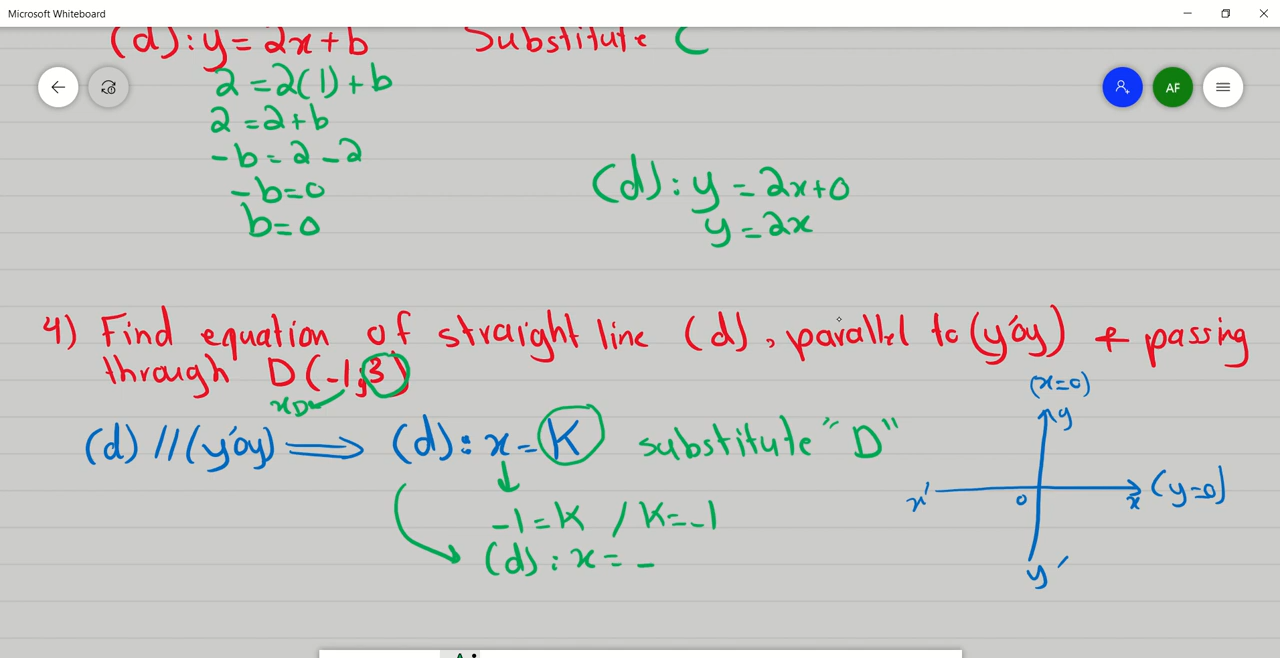 Microsoft Whiteboard
(d): y = 2x + b Substitute C
2 = 2(1) + b
2 = 2 + b
- b = 2 - 2
- b = 0
b = 0
(d): y = 2x + 0
y = 2x
AF
4) Find equation of straight line (d), parallel to (y'oy) & passing
through D(-1;3)
xD
(d) // (y'oy) ⟹ (d): x = K substitute "D"
-1 = K / K = -1
(d): x = -
(x=0)
y
x' o x (y=0)
y'